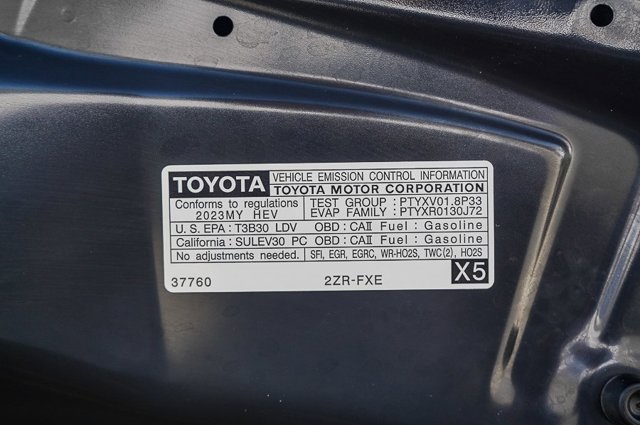 TOYOTA VEHICLE EMISSION CONTROL INFORMATION
TOYOTA MOTOR CORPORATION
Conforms to regulations TEST GROUP : PTYXV01.8P33
2023MY HEV EVAP FAMILY : PTYXR0130J72
U.S. EPA : T3B30 LDV OBD : CAⅡ Fuel : Gasoline
California : SULEV30 PC OBD : CAⅡ Fuel : Gasoline
No adjustments needed. SFI, EGR, EGRC, WR-HO2S, TWC(2), HO2S
37760 2ZR-FXE X5